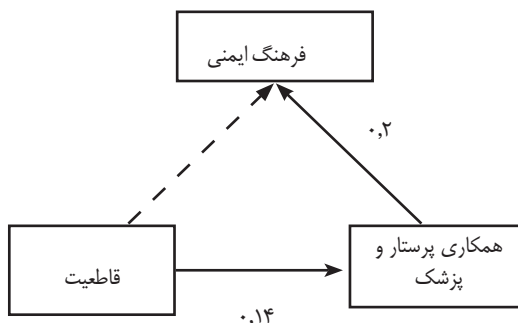 فرهنگ ایمنی
۰,۲
همکاری پرستار و
پزشک
قاطعیت
۰,۱۴